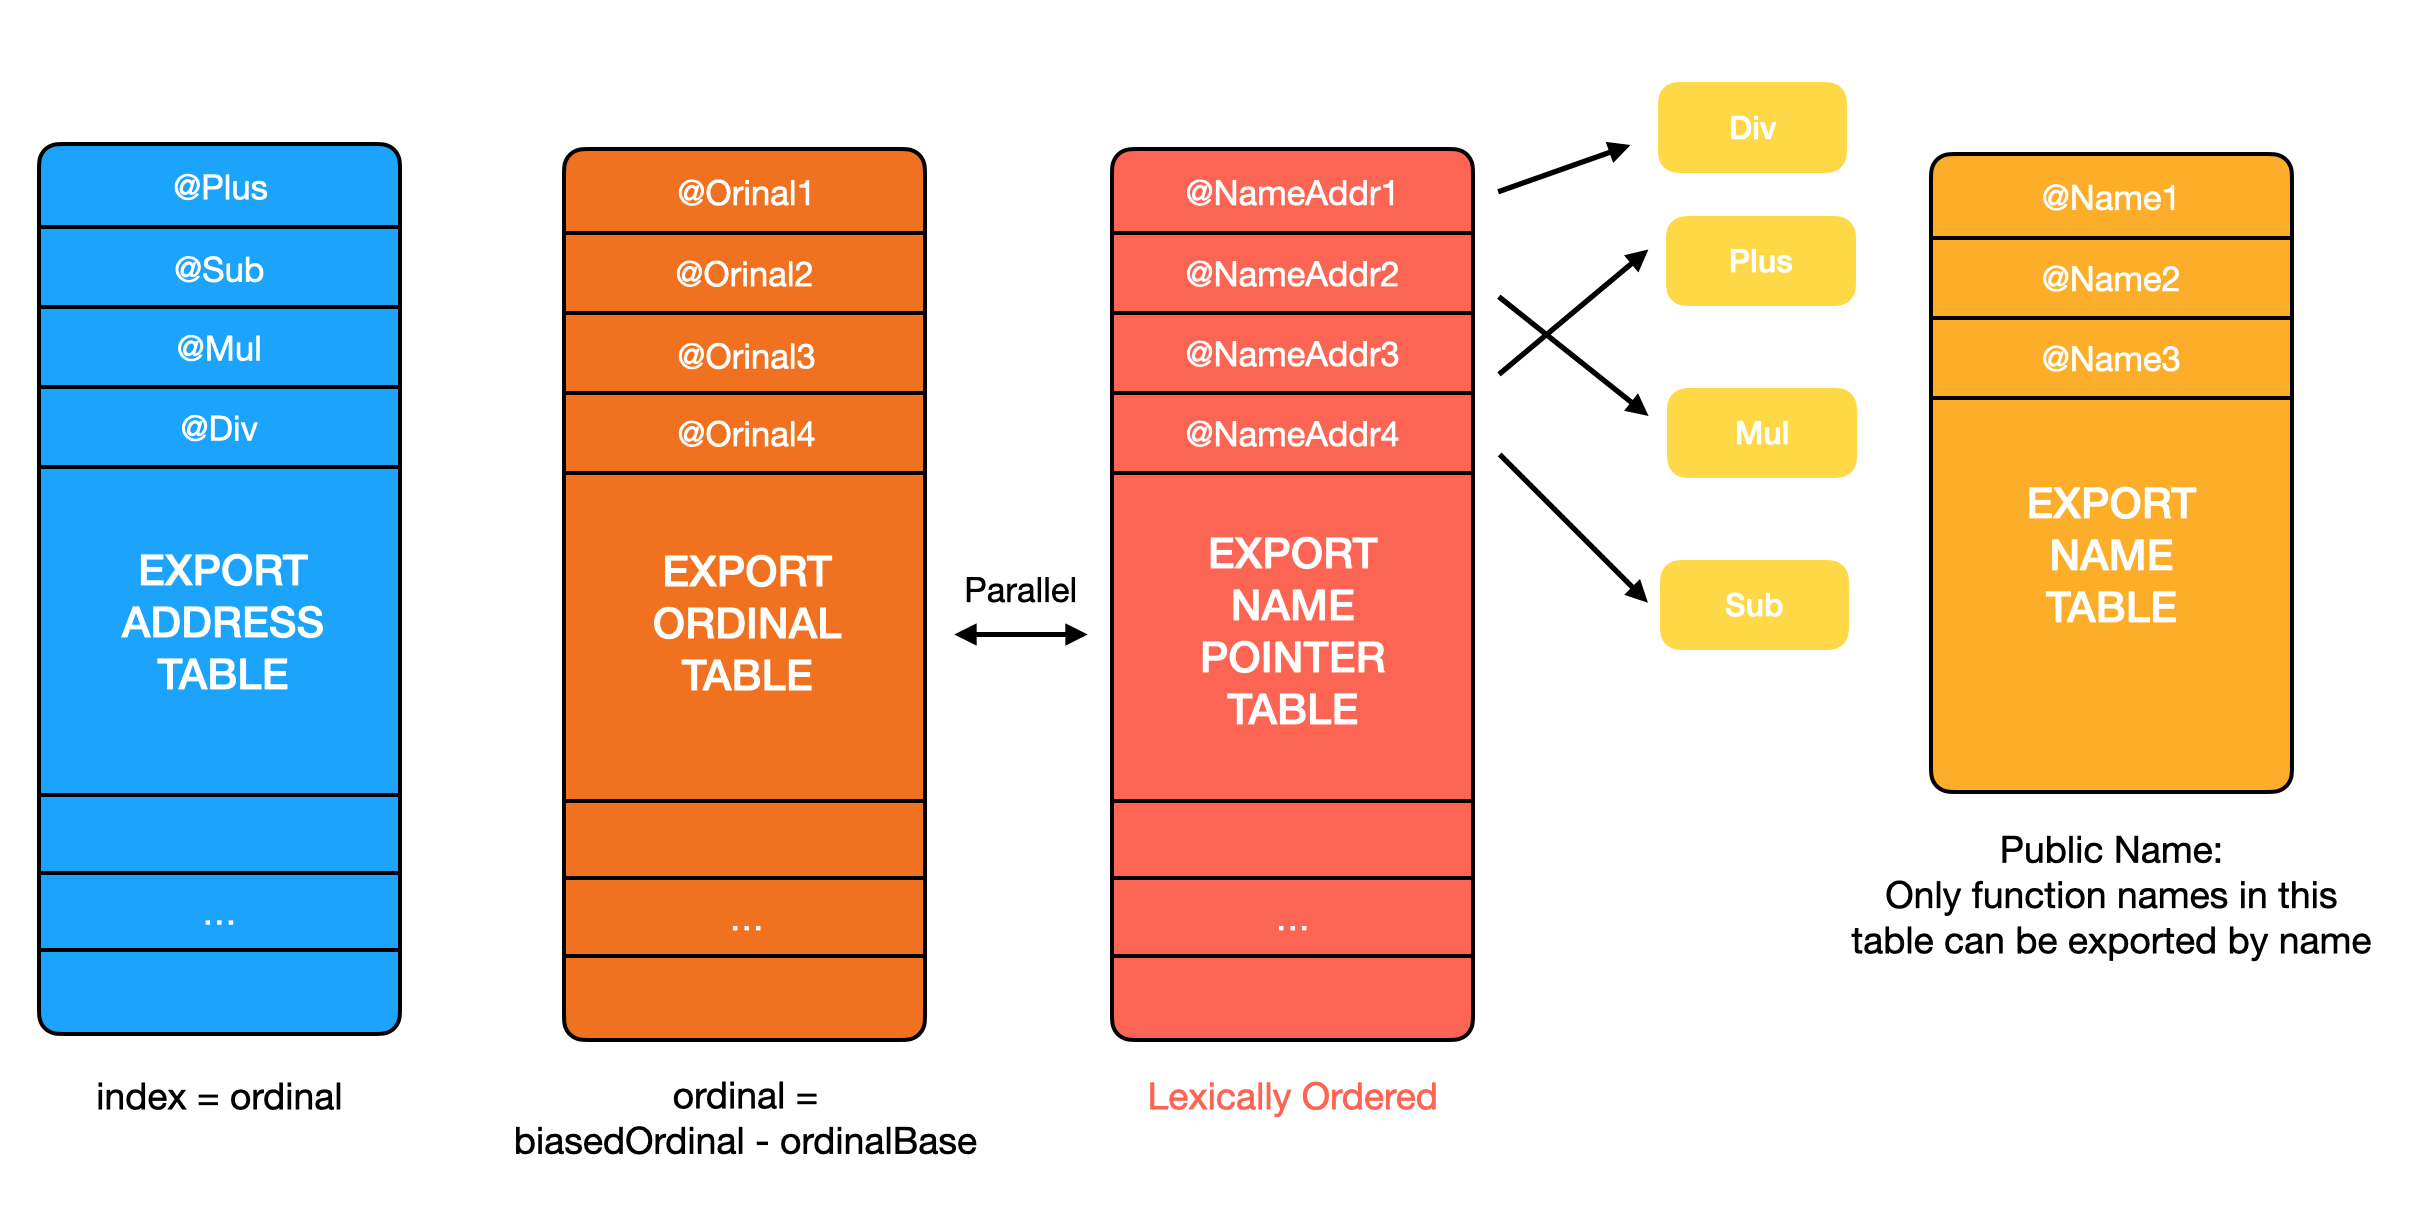 @Plus
@Sub
@Mul
@Div
EXPORT
ADDRESS
TABLE
...
index = ordinal
@Orinal1
@Orinal2
@Orinal3
@Orinal4
EXPORT
ORDINAL
TABLE
...
ordinal =
biasedOrdinal - ordinalBase
Parallel
@NameAddr1
@NameAddr2
@NameAddr3
@NameAddr4
EXPORT
NAME
POINTER
TABLE
...
Lexically Ordered
Div
Plus
Mul
Sub
@Name1
@Name2
@Name3
EXPORT
NAME
TABLE
Public Name:
Only function names in this
table can be exported by name